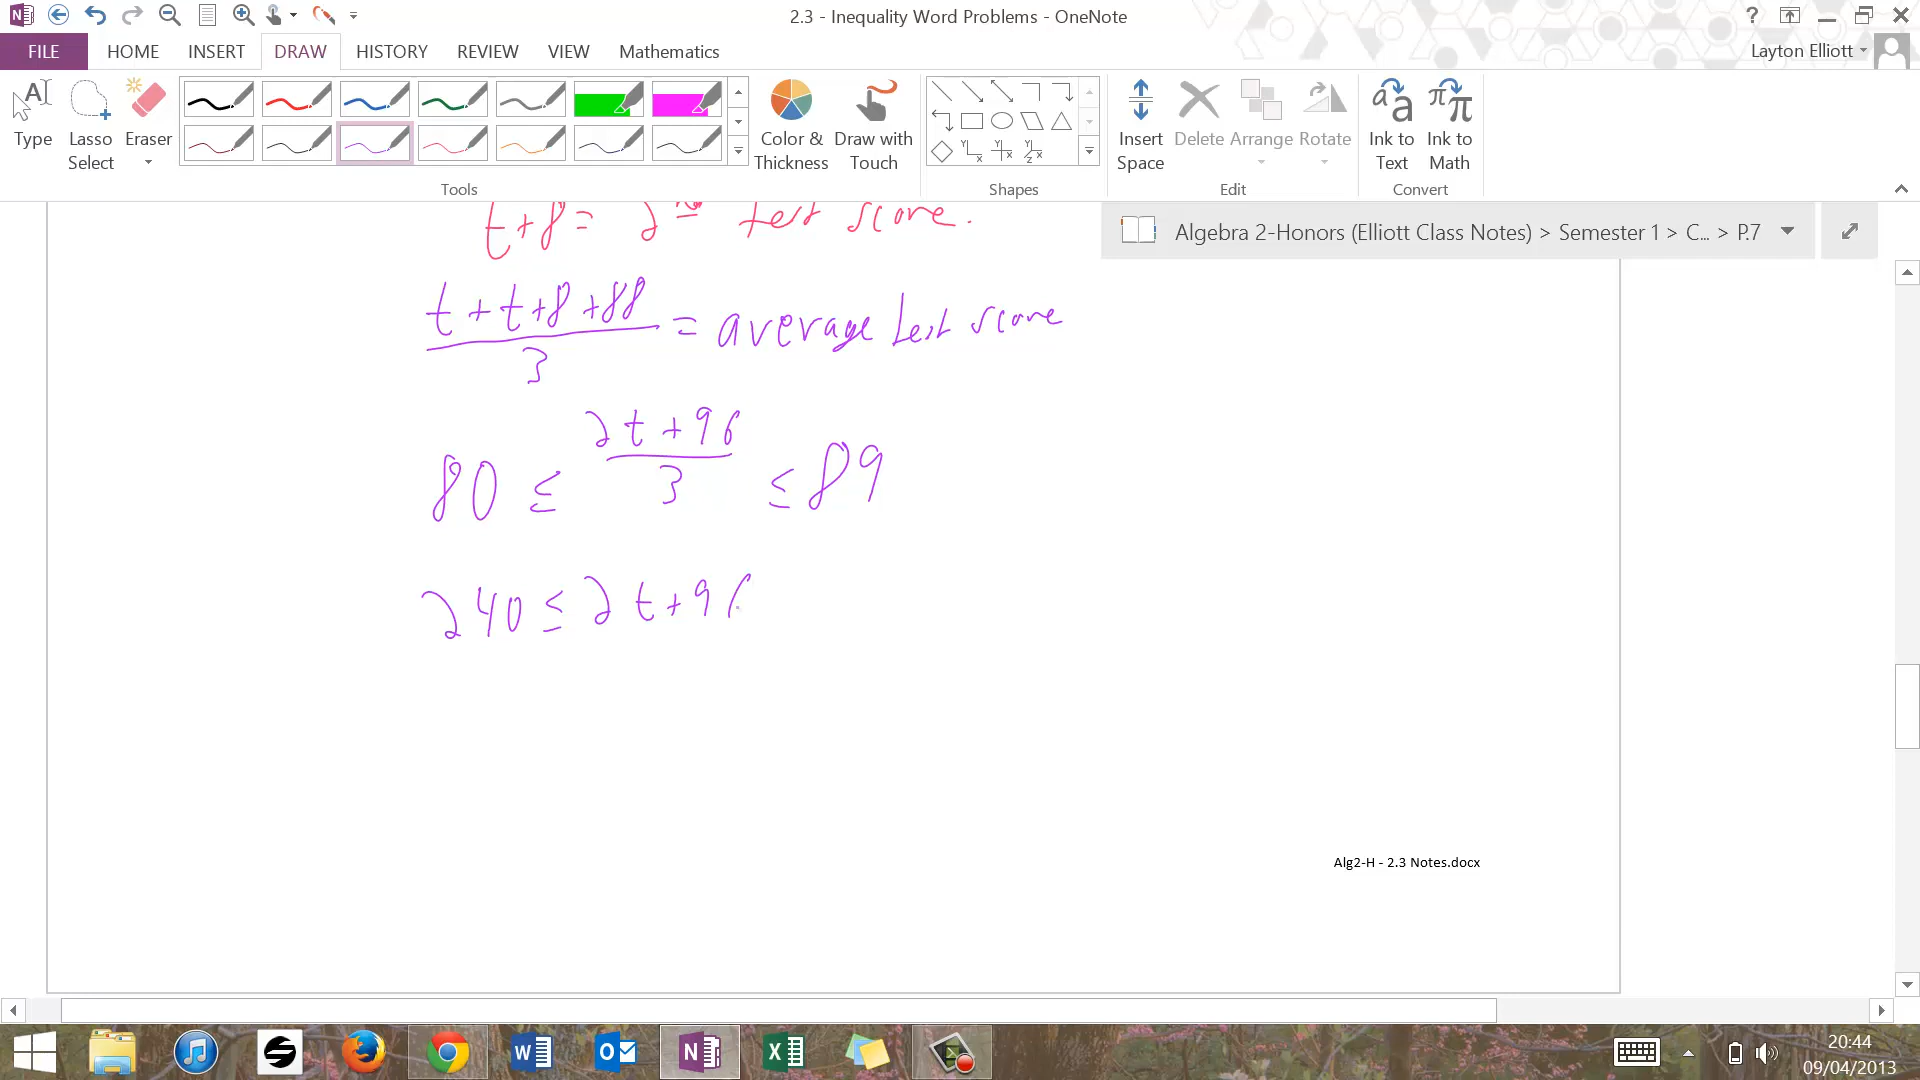 2.3 - Inequality Word Problems - OneNote
FILE HOME INSERT DRAW HISTORY REVIEW VIEW Mathematics
Layton Elliott
Type
Lasso Select
Eraser
Color & Thickness
Draw with Touch
Insert Space
Delete
Arrange
Rotate
Ink to Text
Ink to Math
Tools
Shapes
Edit
Convert
Algebra 2-Honors (Elliott Class Notes) > Semester 1 > C... > P.7
t+8= 2nd test score.
t + t + 8 + 88
3
= average test score
80 ≤ 2t + 96
3
≤ 89
240 ≤ 2t + 96
Alg2-H - 2.3 Notes.docx
20:44
09/04/2013